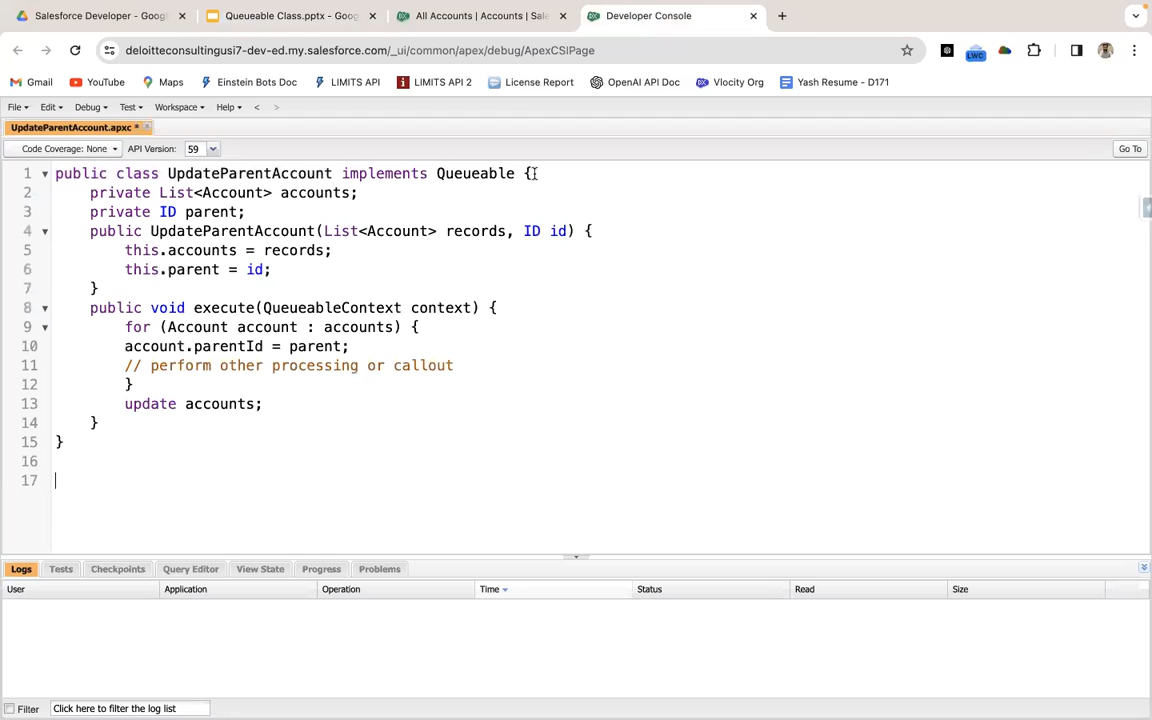 Salesforce Developer - Googl
Queueable Class.pptx - Goog
All Accounts | Accounts | Sale
Developer Console
deloitteconsultingusi7-dev-ed.my.salesforce.com/_ui/common/apex/debug/ApexCSIPage
Gmail YouTube Maps Einstein Bots Doc LIMITS API LIMITS API 2 License Report OpenAI API Doc Vlocity Org Yash Resume - D171
LWC
File Edit Debug Test Workspace Help < >
UpdateParentAccount.apxc *
Code Coverage: None API Version: 59 Go To
1 public class UpdateParentAccount implements Queueable {
2 private List<Account> accounts;
3 private ID parent;
4 public UpdateParentAccount(List<Account> records, ID id) {
5 this.accounts = records;
6 this.parent = id;
7 }
8 public void execute(QueueableContext context) {
9 for (Account account : accounts) {
10 account.parentId = parent;
11 // perform other processing or callout
12 }
13 update accounts;
14 }
15 }
16
17
Logs Tests Checkpoints Query Editor View State Progress Problems
User Application Operation Time Status Read Size
Filter Click here to filter the log list